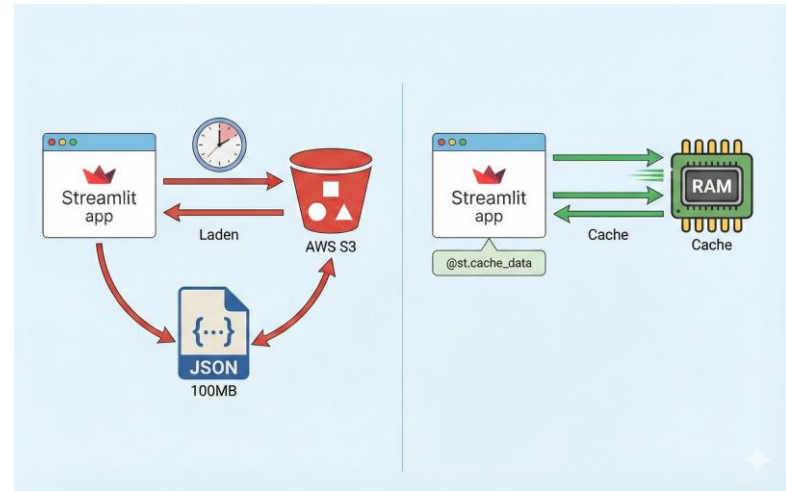 Streamlit
app
Laden
AWS S3
{...}
JSON
100MB
Streamlit
app
@st.cache_data
Cache
RAM
Cache